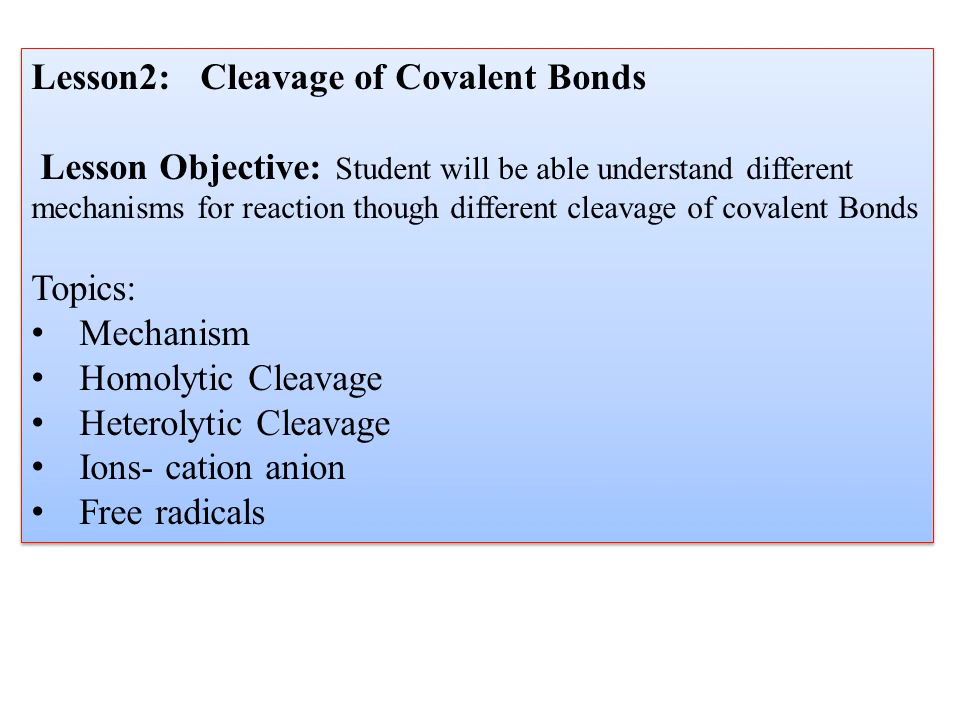 Lesson2: Cleavage of Covalent Bonds
Lesson Objective: Student will be able understand different
mechanisms for reaction though different cleavage of covalent Bonds
Topics:
• Mechanism
• Homolytic Cleavage
• Heterolytic Cleavage
• Ions- cation anion
• Free radicals